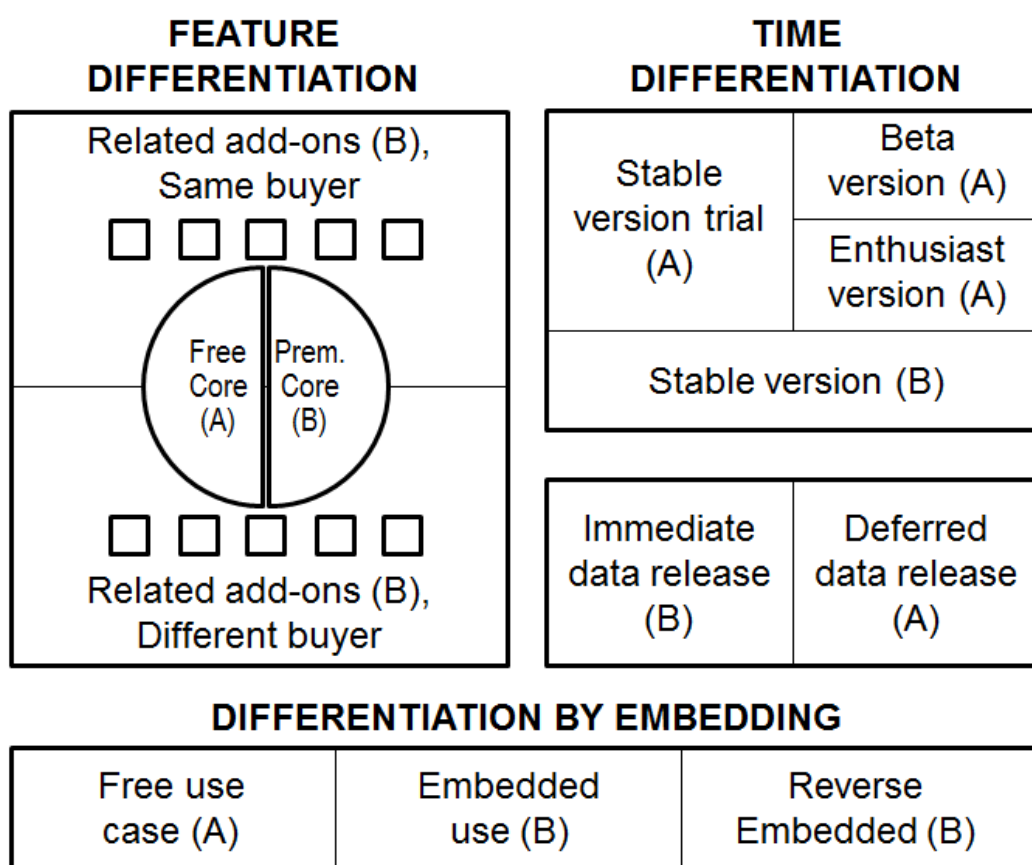 FEATURE
DIFFERENTIATION
Related add-ons (B),
Same buyer
Free
Core
(A)
Prem.
Core
(B)
Related add-ons (B),
Different buyer
TIME
DIFFERENTIATION
Stable
version trial
(A)
Beta
version (A)
Enthusiast
version (A)
Stable version (B)
Immediate
data release
(B)
Deferred
data release
(A)
DIFFERENTIATION BY EMBEDDING
Free use
case (A)
Embedded
use (B)
Reverse
Embedded (B)